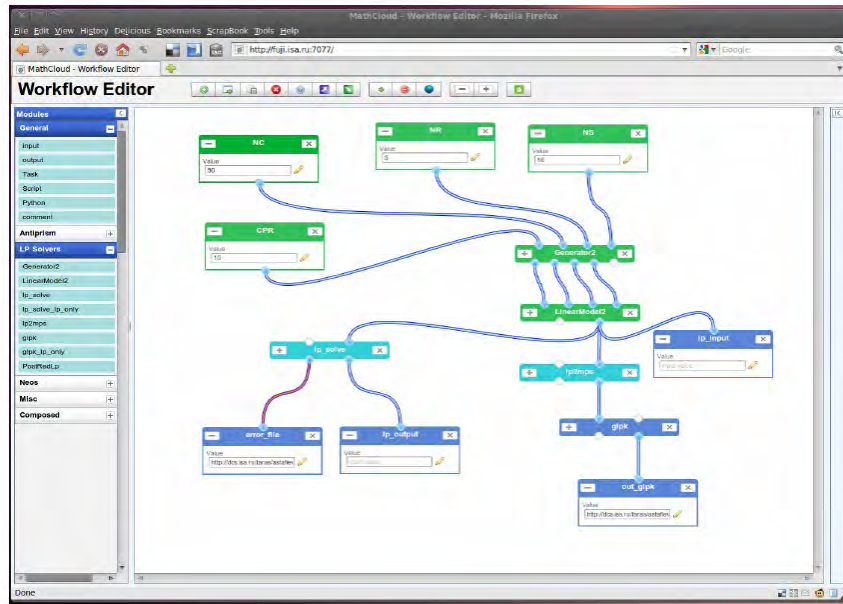 MathCloud - Workflow Editor - Mozilla Firefox
File Edit View History Delicious Bookmarks ScrapBook Tools Help
http://fuji.isa.ru:7077/
Google
MathCloud - Workflow Editor
Workflow Editor
Modules
General
input
output
Task
Script
Python
comment
Antiprism
LP Solvers
Generator2
LinearModel2
lp_solve
lp_solve_lp_only
lp2mps
glpk
glpk_lp_only
Neos
Misc
Composed
NC
Value
50
NR
Value
5
NS
Value
CPR
Value
10
Generator2
LinearModel2
lp_solve
lp_input
Value
lp2mps
error_file
Value
lp_output
Value
glpk
out_glpk
Value
Done